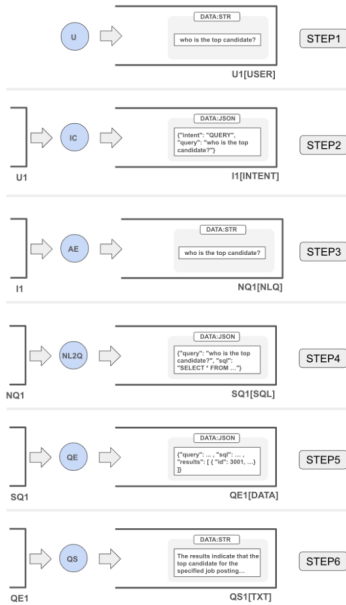 DATA:STR
U
who is the top candidate?
STEP1
U1[USER]
DATA:JSON
{"intent": "QUERY",
"query": "who is the top
candidate?"}
IC
STEP2
U1
I1[INTENT]
DATA:STR
AE
who is the top candidate?
STEP3
I1
NQ1[NLQ]
DATA:JSON
{"query": "who is the top
candidate?", "sql":
"SELECT * FROM ..."}
NL2Q
STEP4
NQ1
SQ1[SQL]
DATA:JSON
{"query": ... , "sql": ... ,
"results": [ { "id": 3001, ...}
]}
QE
STEP5
SQ1
QE1[DATA]
DATA:STR
The results indicate that the
top candidate for the
specified job posting...
QS
STEP6
QE1
QS1[TXT]